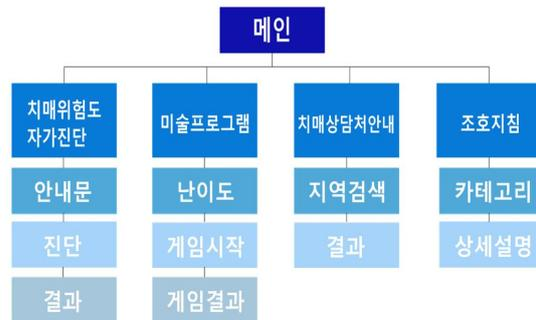 메인
치매위험도
자가진단
미술프로그램
치매상담처안내
조호지침
안내문
난이도
지역검색
카테고리
진단
게임시작
결과
상세설명
결과
게임결과